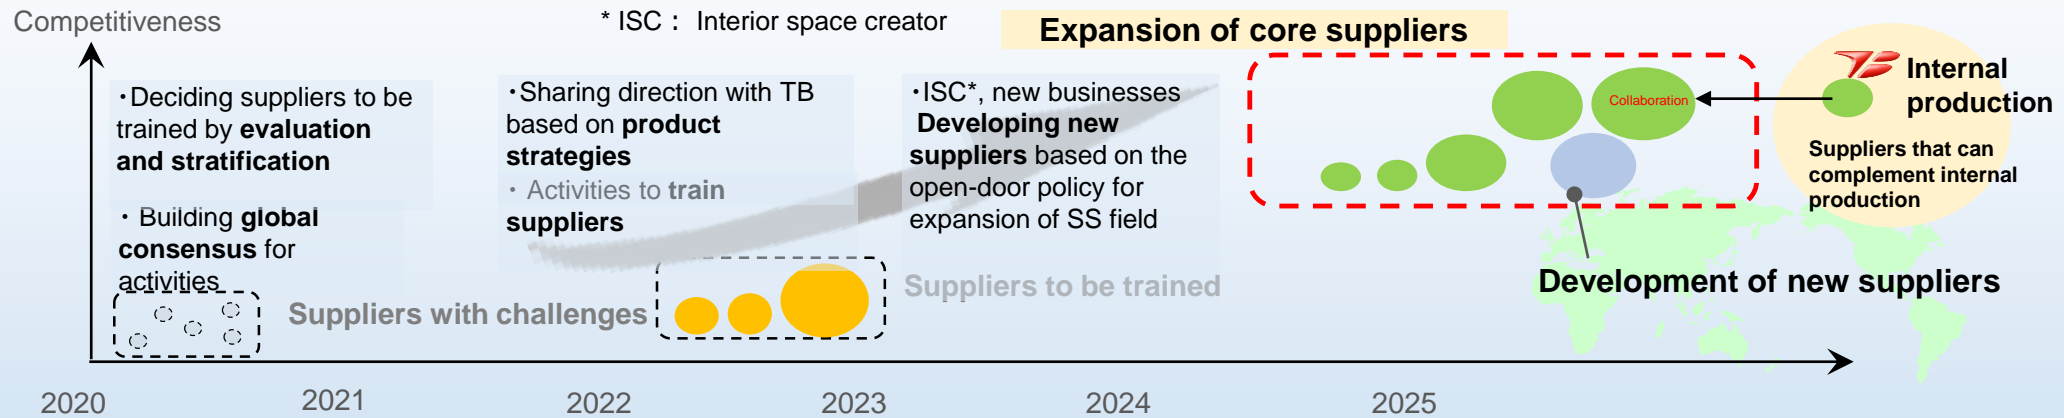 Competitiveness
* ISC : Interior space creator
Expansion of core suppliers
・Deciding suppliers to be
trained by evaluation
and stratification
・ Building global
consensus for
activities
・Sharing direction with TB
based on product
strategies
・ Activities to train
suppliers
・ISC*, new businesses
Developing new
suppliers based on the
open-door policy for
expansion of SS field
Collaboration
TB
Internal
production
Suppliers that can
complement internal
production
Development of new suppliers
Suppliers with challenges
Suppliers to be trained
2020
2021
2022
2023
2024
2025